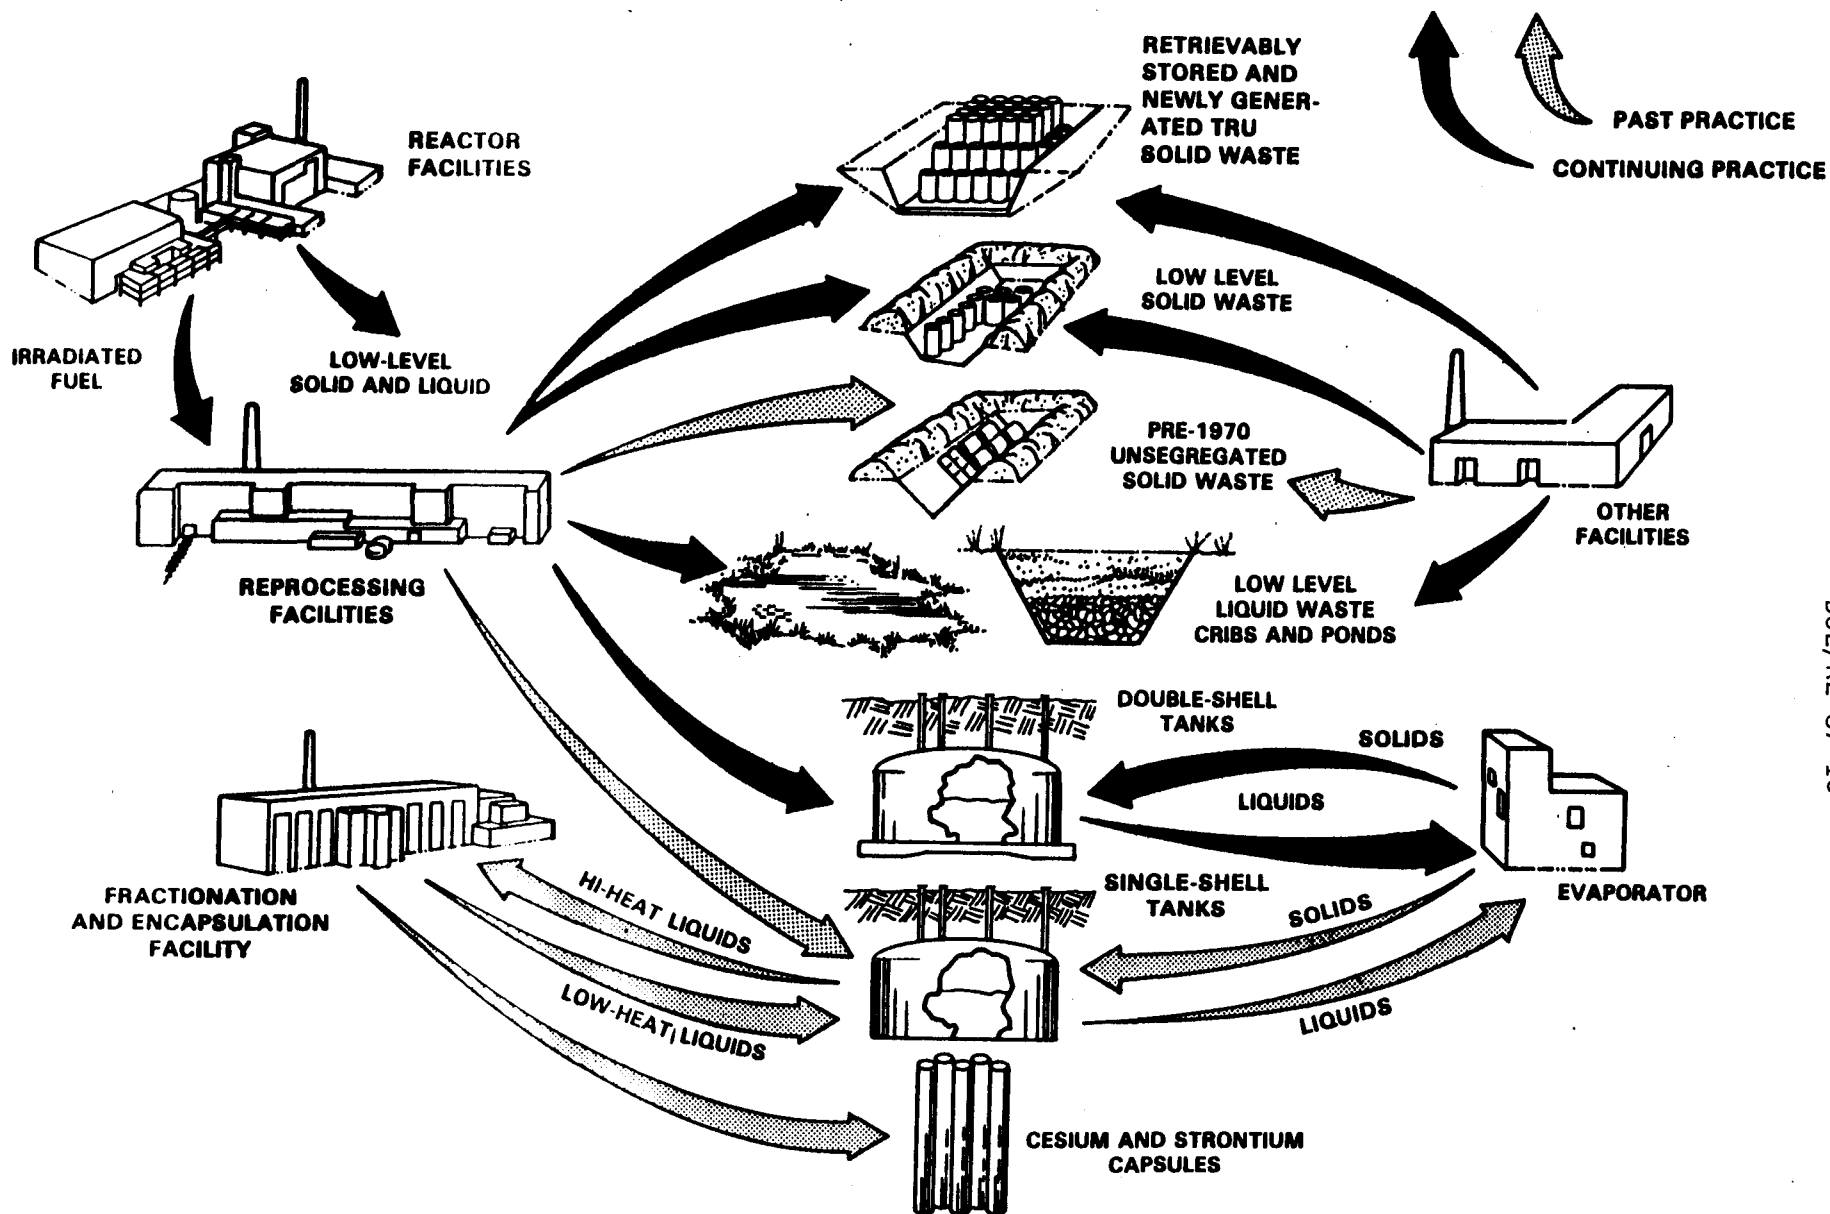 RETRIEVABLY
STORED AND
NEWLY GENER-
ATED TRU
SOLID WASTE
PAST PRACTICE
CONTINUING PRACTICE
REACTOR
FACILITIES
IRRADIATED
FUEL
LOW-LEVEL
SOLID AND LIQUID
LOW LEVEL
SOLID WASTE
PRE-1970
UNSEGREGATED
SOLID WASTE
OTHER
FACILITIES
REPROCESSING
FACILITIES
LOW LEVEL
LIQUID WASTE
CRIBS AND PONDS
DOUBLE-SHELL
TANKS
SOLIDS
LIQUIDS
EVAPORATOR
SINGLE-SHELL
TANKS
SOLIDS
LIQUIDS
FRACTIONATION
AND ENCAPSULATION
FACILITY
HI-HEAT LIQUIDS
LOW-HEAT LIQUIDS
CESIUM AND STRONTIUM
CAPSULES